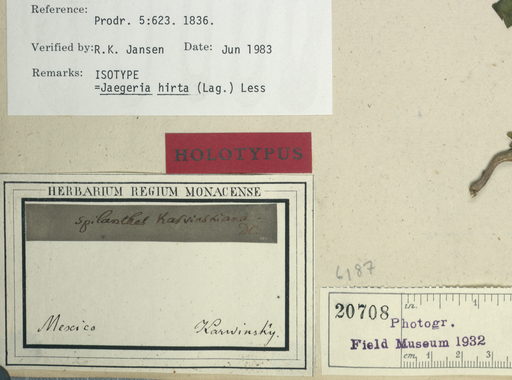 Reference:
Prodr. 5:623. 1836.
Verified by: R.K. Jansen Date: Jun 1983
Remarks: ISOTYPE
=Jaegeria hirta (Lag.) Less
HOLOTYPUS
HERBARIUM REGIUM MONACENSE
Spilanthes Karwinskiana
DC.
Mexico Karwinsky.
6187
20708
in. 1
Photogr.
Field Museum 1932
cm 1 2 3